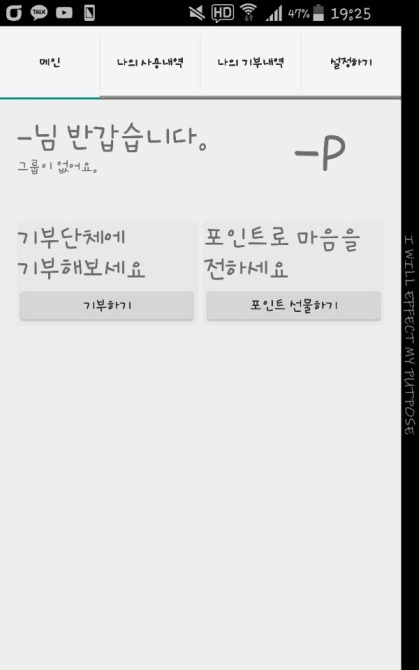 TALK HD 47% 19:25
메인 나의 사용내역 나의 기부내역 설정하기
-님 반갑습니다.
-P
그룹이 없어요.
기부단체에
기부해보세요
기부하기
포인트로 마음을
전하세요
포인트 선물하기
I WILL EFFECT MY PUTPOSE